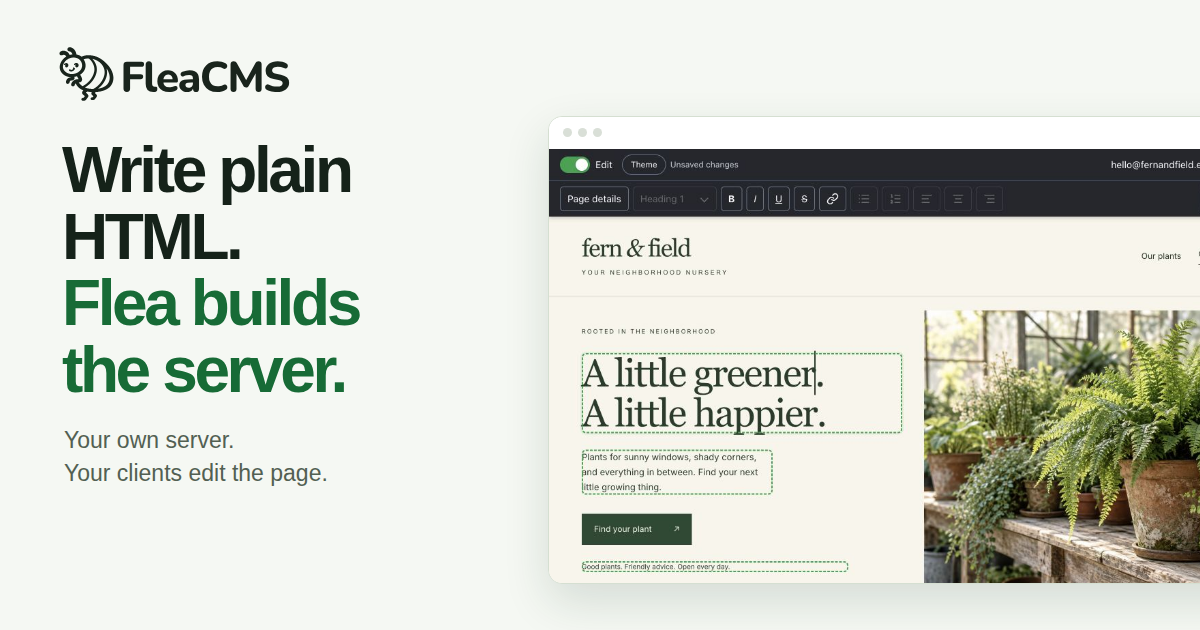 FleaCMS
Write plain
HTML.
Flea builds
the server.
Your own server.
Your clients edit the page.
Edit
Theme
Unsaved changes
hello@fernandfield.e
Page details
Heading 1
B
I
U
S
fern & field
YOUR NEIGHBORHOOD NURSERY
Our plants
ROOTED IN THE NEIGHBORHOOD
A little greener.
A little happier.
Plants for sunny windows, shady corners,
and everything in between. Find your next
little growing thing.
Find your plant ↗
Good plants. Friendly advice. Open every day.